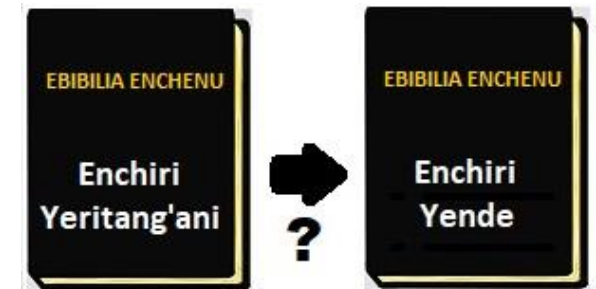 EBIBILIA ENCHENU
Enchiri
Yeritang'ani
?
EBIBILIA ENCHENU
Enchiri
Yende